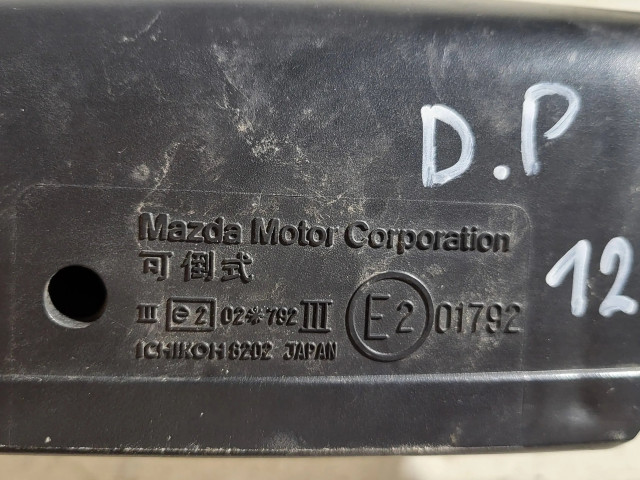 D.P
Mazda Motor Corporation
可倒式
12
III e2 02*792 III E2 01792
ICHIKOH 6202 JAPAN